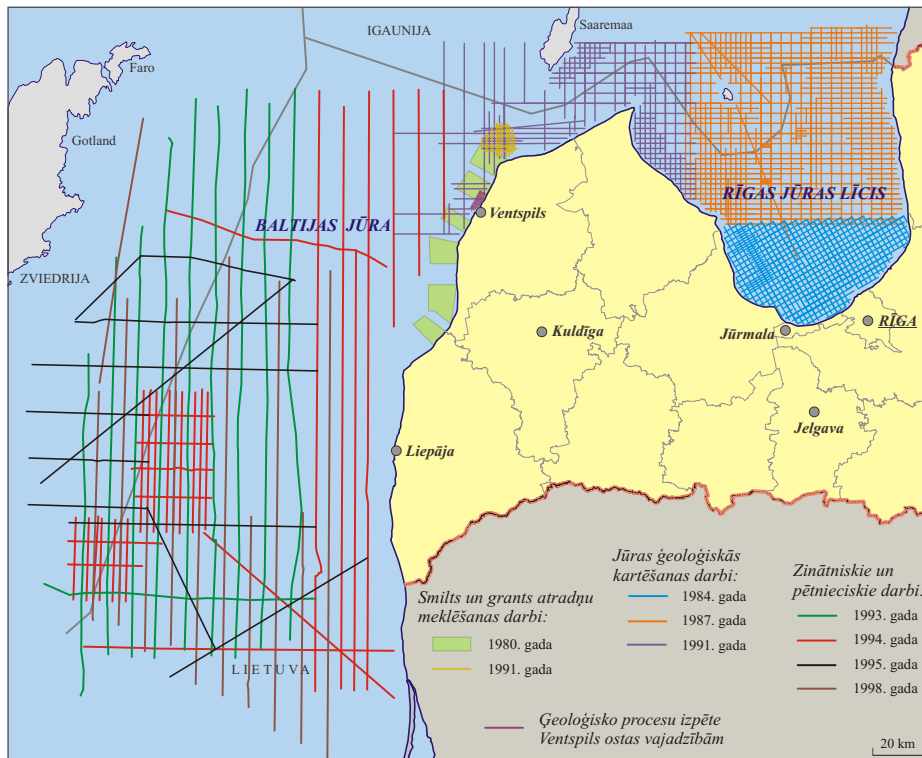 IGAUNIJA
Saaremaa
Faro
Gotland
RĪGAS JŪRAS LĪCIS
Ventspils
BALTIJAS JŪRA
ZVIEDRIJA
RĪGA
Kuldīga
Jūrmala
Jelgava
Liepāja
LIETUVA
Smilts un grants atradņu
meklēšanas darbi:
1980. gada
1991. gada
Jūras ģeoloģiskās
kartēšanas darbi:
1984. gada
1987. gada
1991. gada
Zinātniskie un
pētnieciskie darbi:
1993. gada
1994. gada
1995. gada
1998. gada
Ģeoloģisko procesu izpēte
Ventspils ostas vajadzībām
20 km